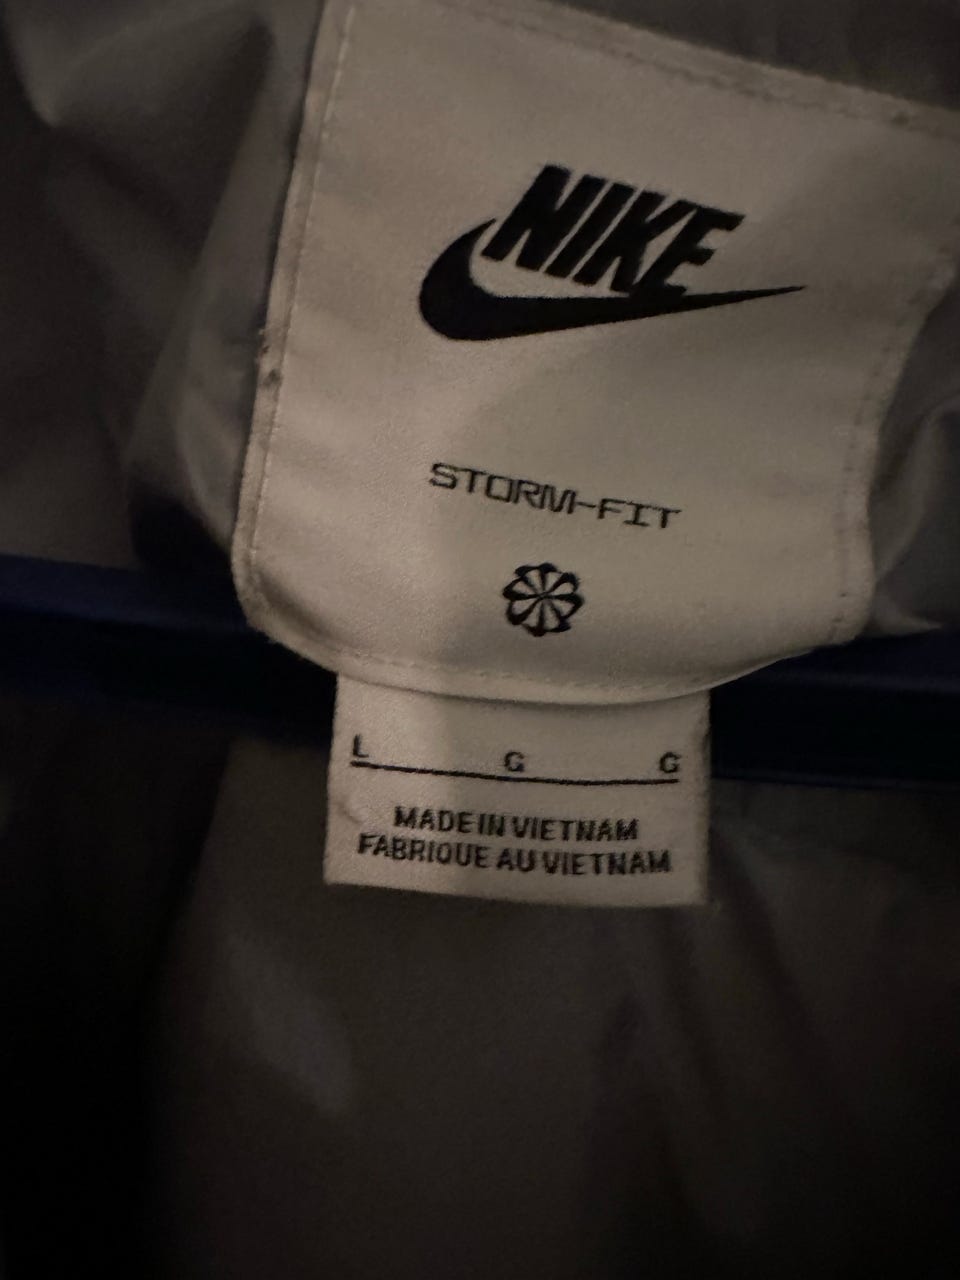 NIKE
STORM-FIT
L G G
MADE IN VIETNAM
FABRIQUE AU VIETNAM